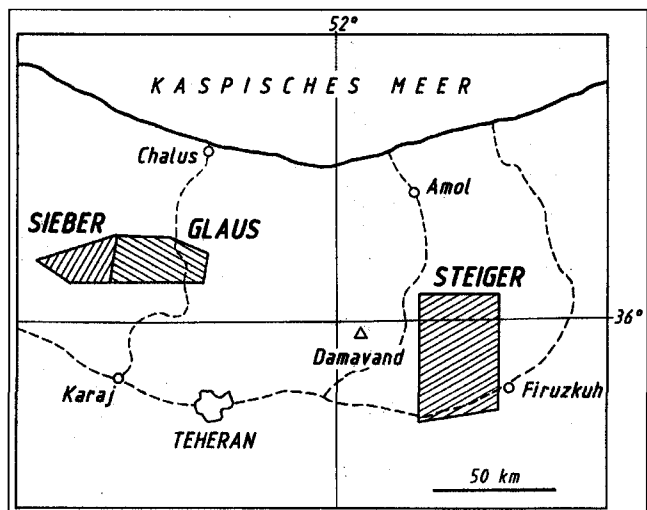 52°
KASPISCHES MEER
Chalus
Amol
SIEBER
GLAUS
STEIGER
36°
Damavand
Karaj
Firuzkuh
TEHERAN
50 km